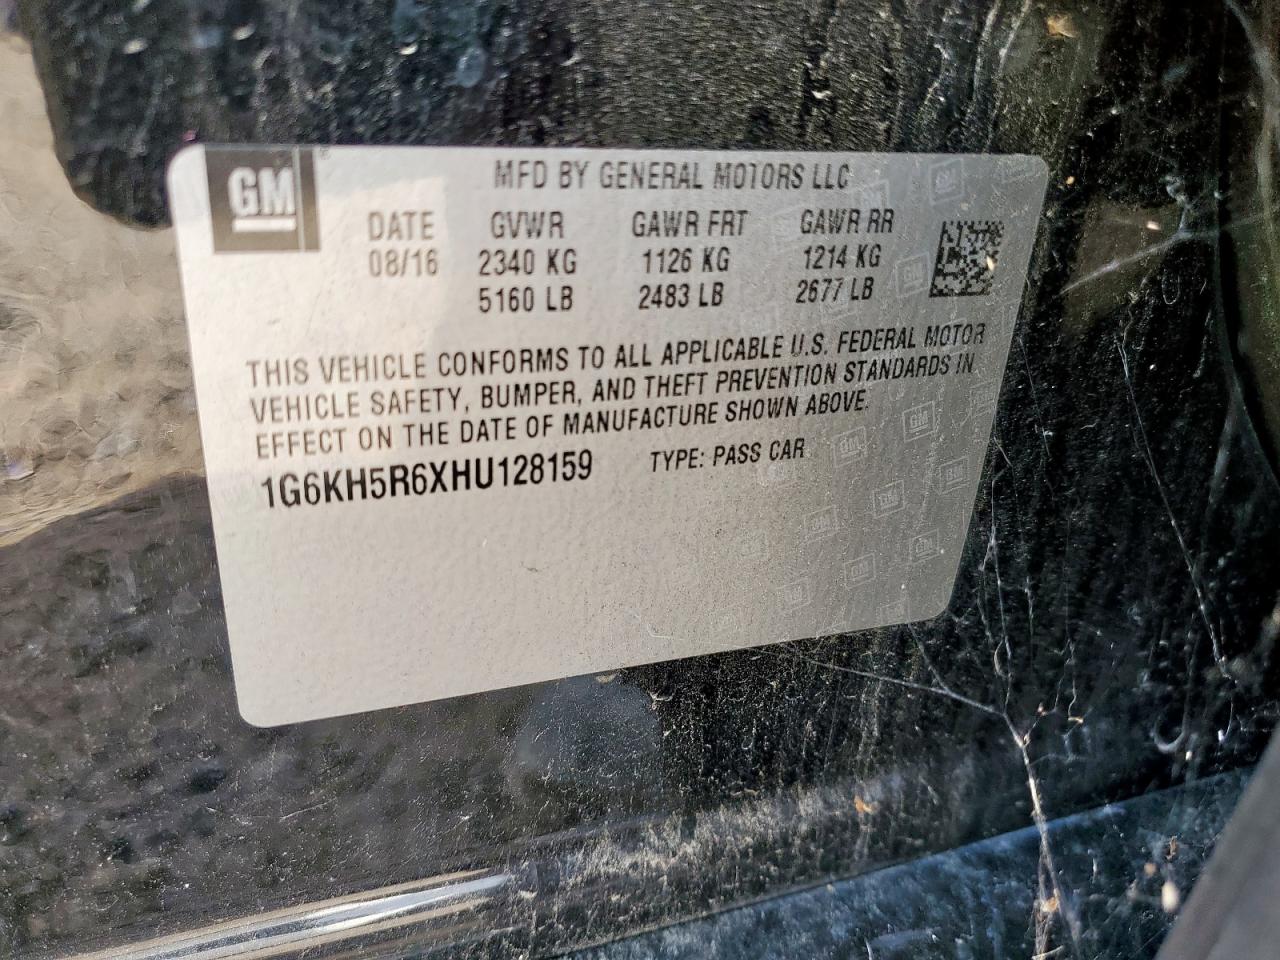 GM
MFD BY GENERAL MOTORS LLC
DATE GVWR GAWR FRT GAWR RR
08/16 2340 KG 1126 KG 1214 KG
5160 LB 2483 LB 2677 LB
THIS VEHICLE CONFORMS TO ALL APPLICABLE U.S. FEDERAL MOTOR
VEHICLE SAFETY, BUMPER, AND THEFT PREVENTION STANDARDS IN
EFFECT ON THE DATE OF MANUFACTURE SHOWN ABOVE.
1G6KH5R6XHU128159 TYPE: PASS CAR